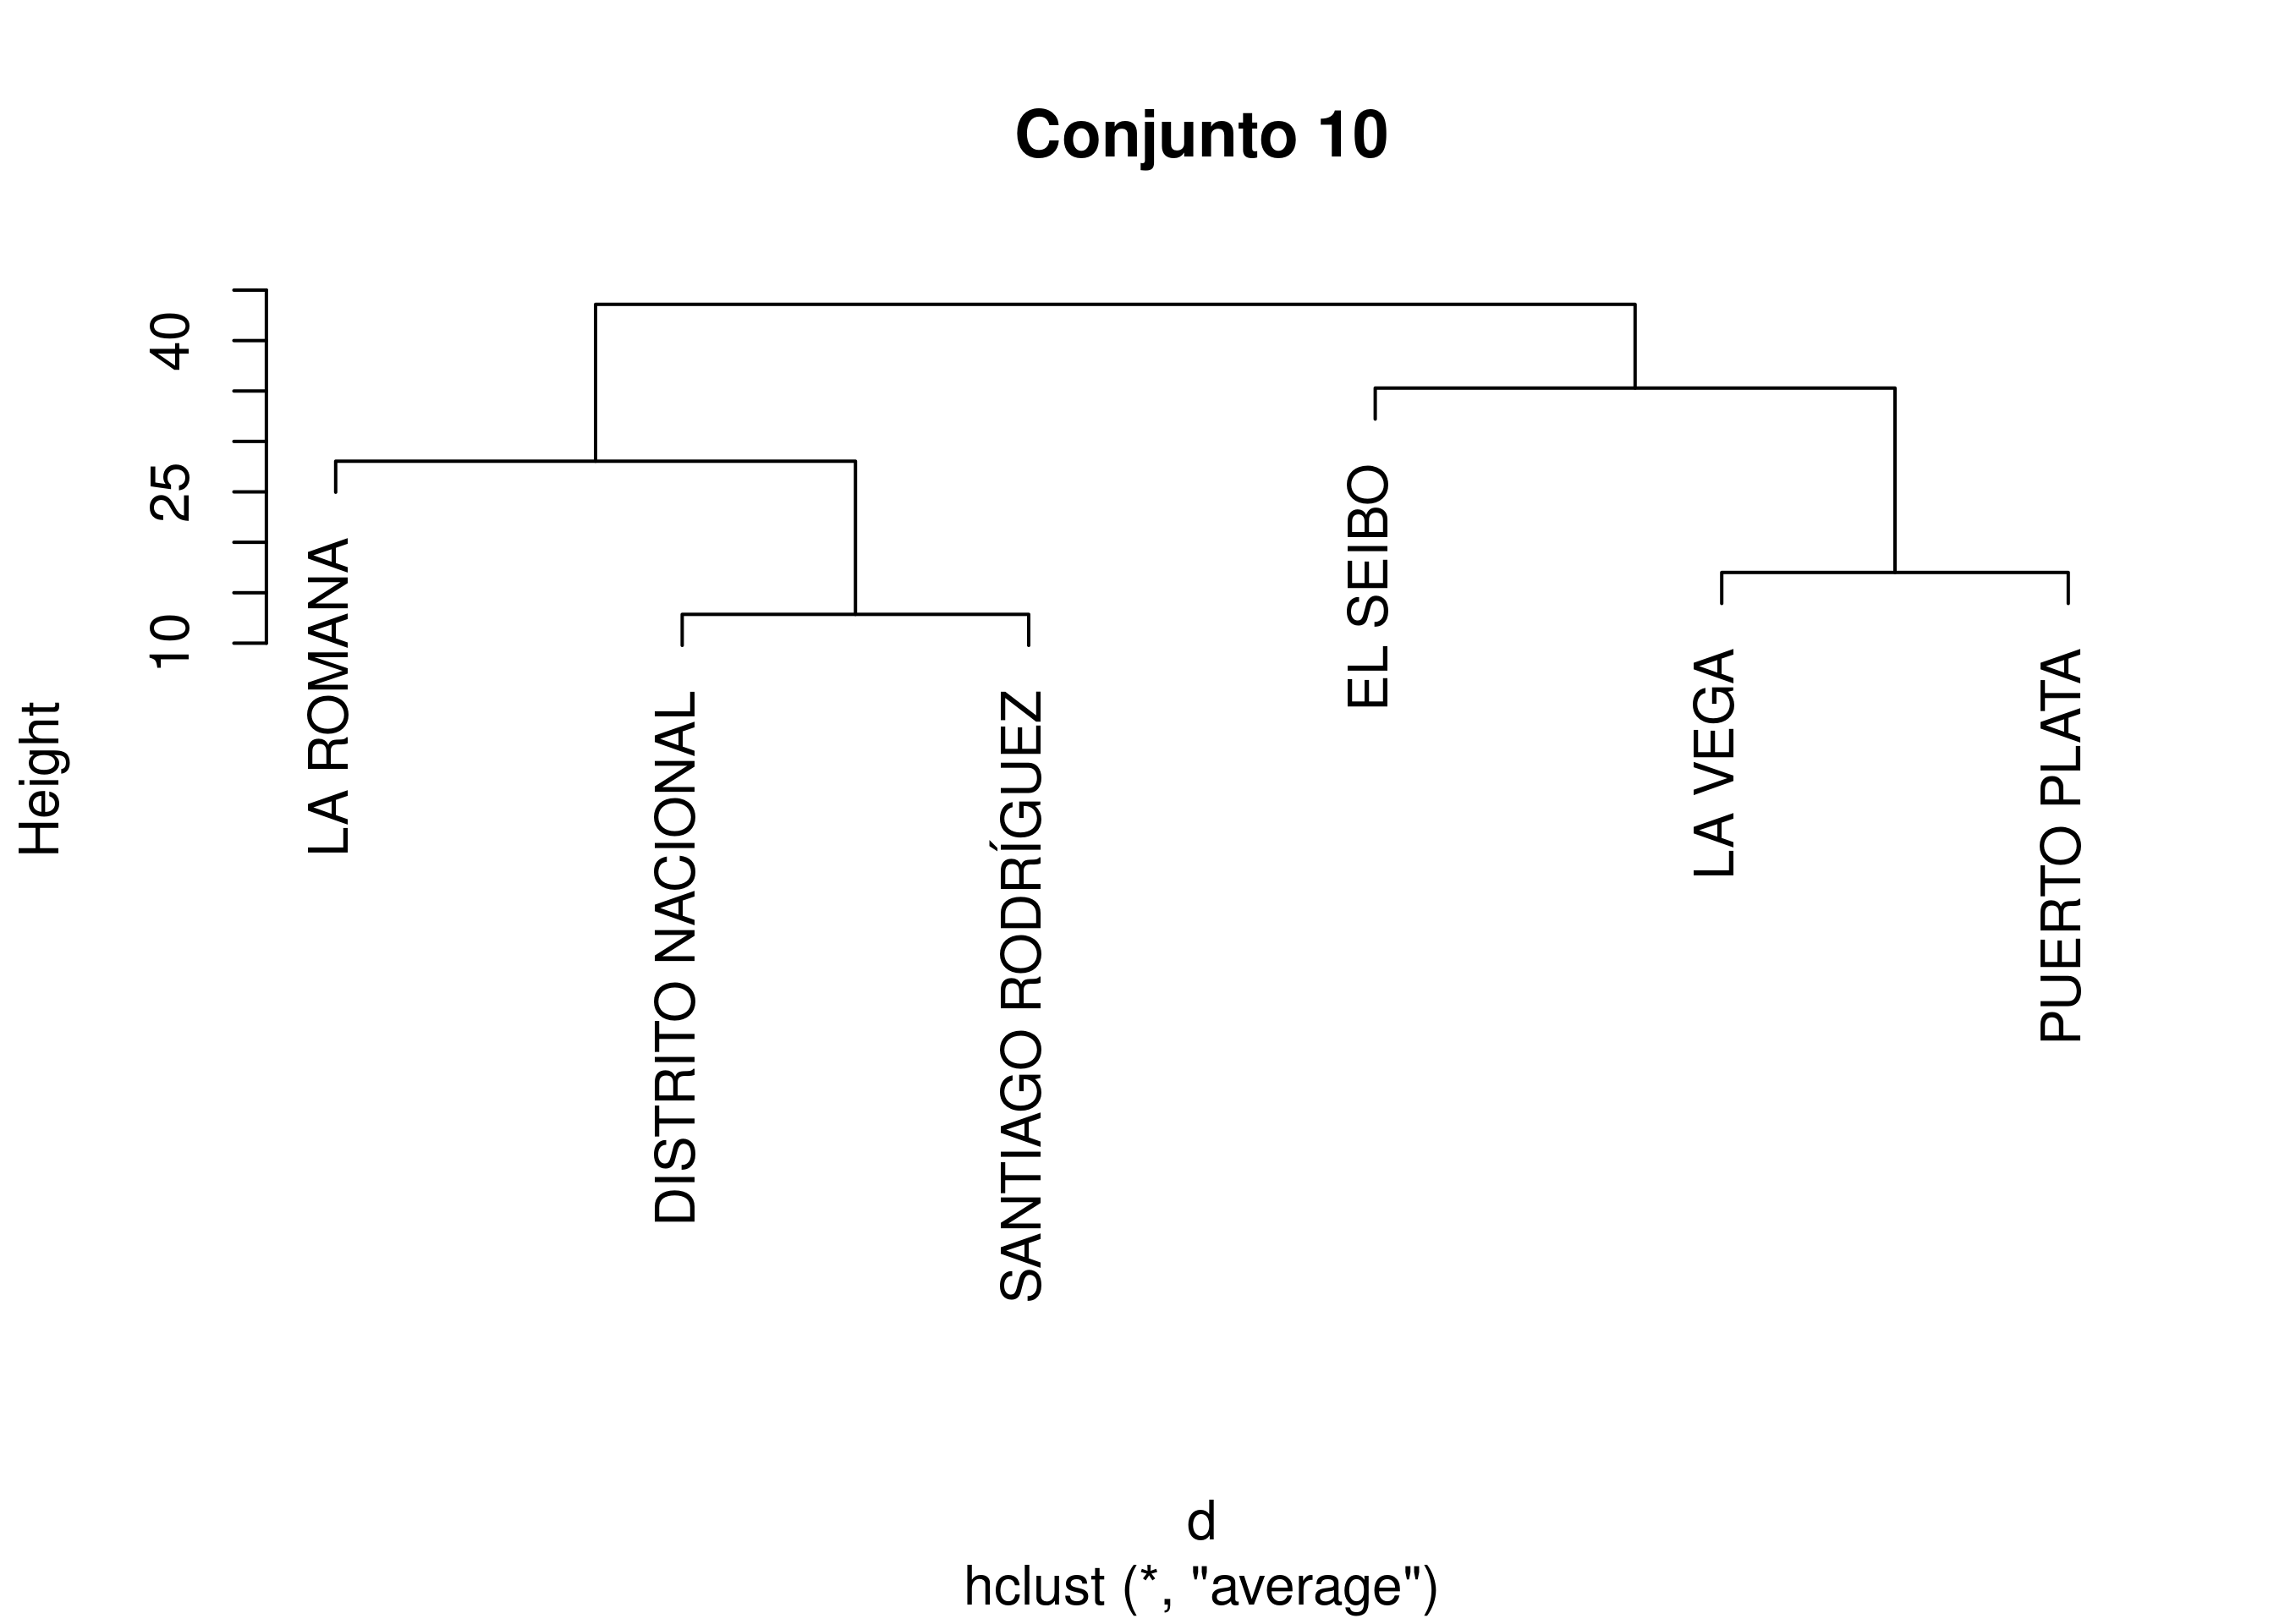 Conjunto 10
Height
40
25
10
LA ROMANA
DISTRITO NACIONAL
SANTIAGO RODRÍGUEZ
EL SEIBO
LA VEGA
PUERTO PLATA
d
hclust (*, "average")